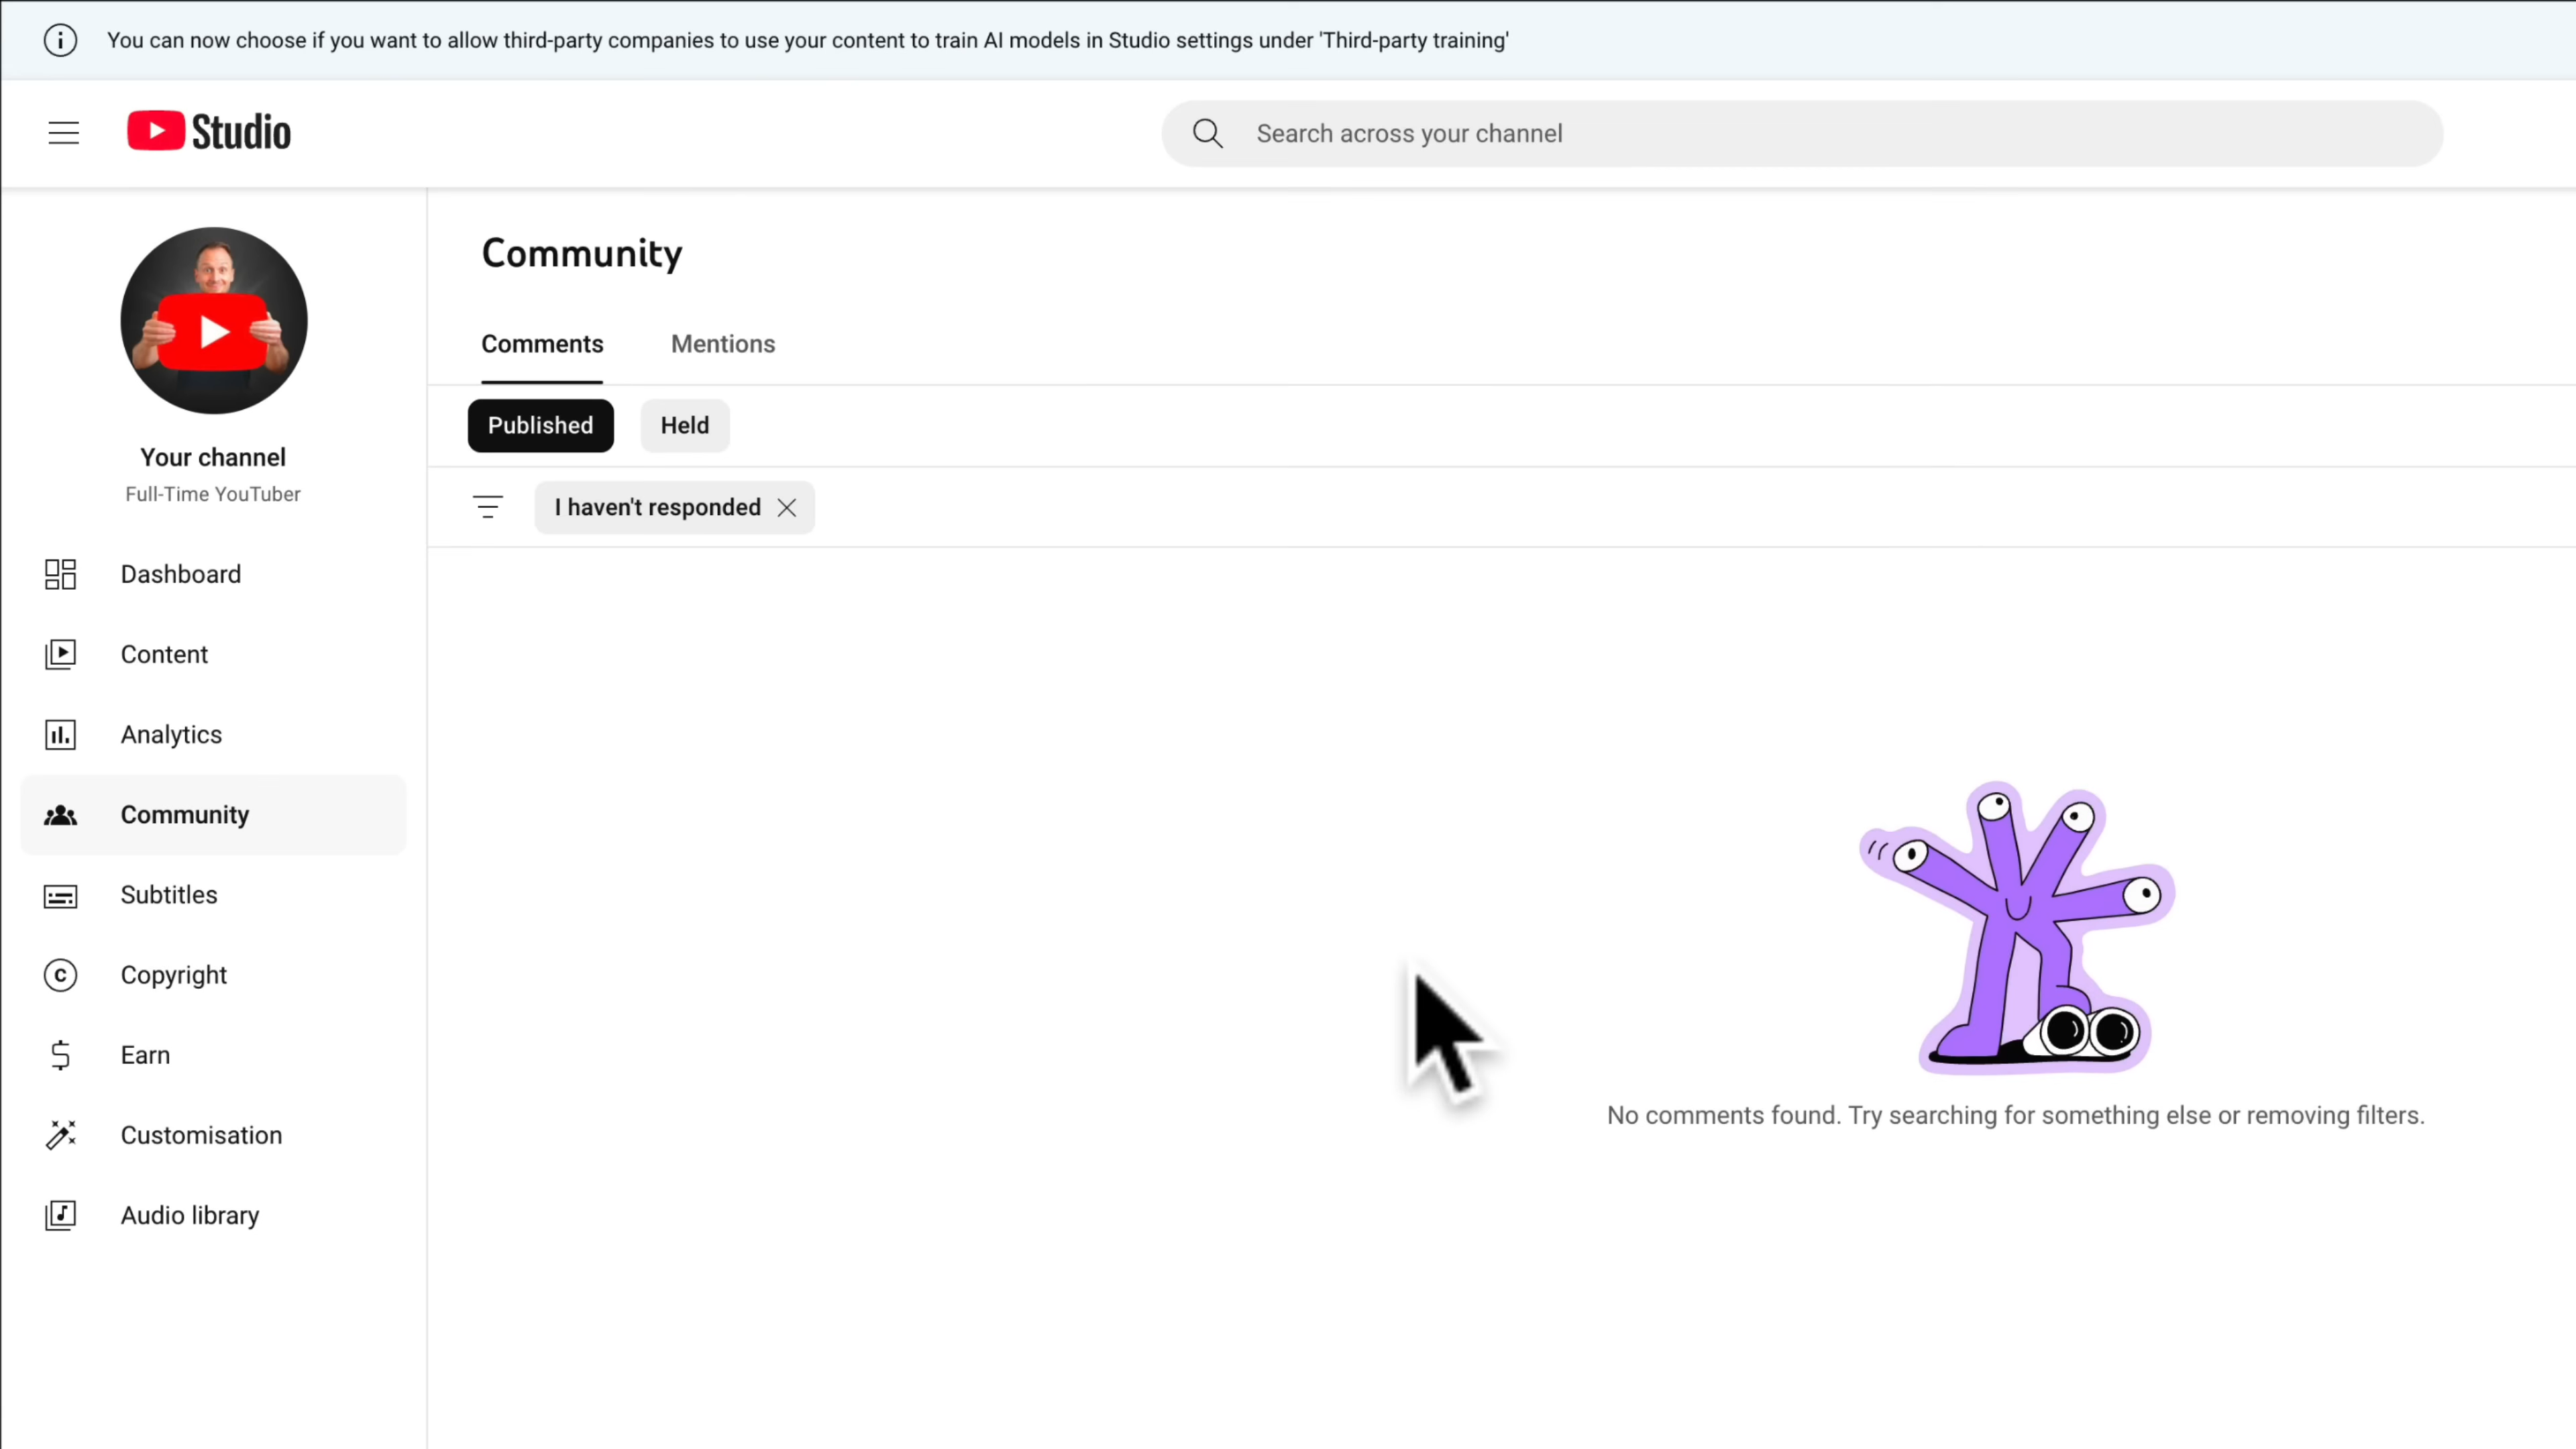 You can now choose if you want to allow third-party companies to use your content to train AI models in Studio settings under 'Third-party training'
Studio
Search across your channel
Your channel
Full-Time YouTuber
Dashboard
Content
Analytics
Community
Subtitles
Copyright
Earn
Customisation
Audio library
Community
Comments
Mentions
Published
Held
I haven't responded
No comments found. Try searching for something else or removing filters.